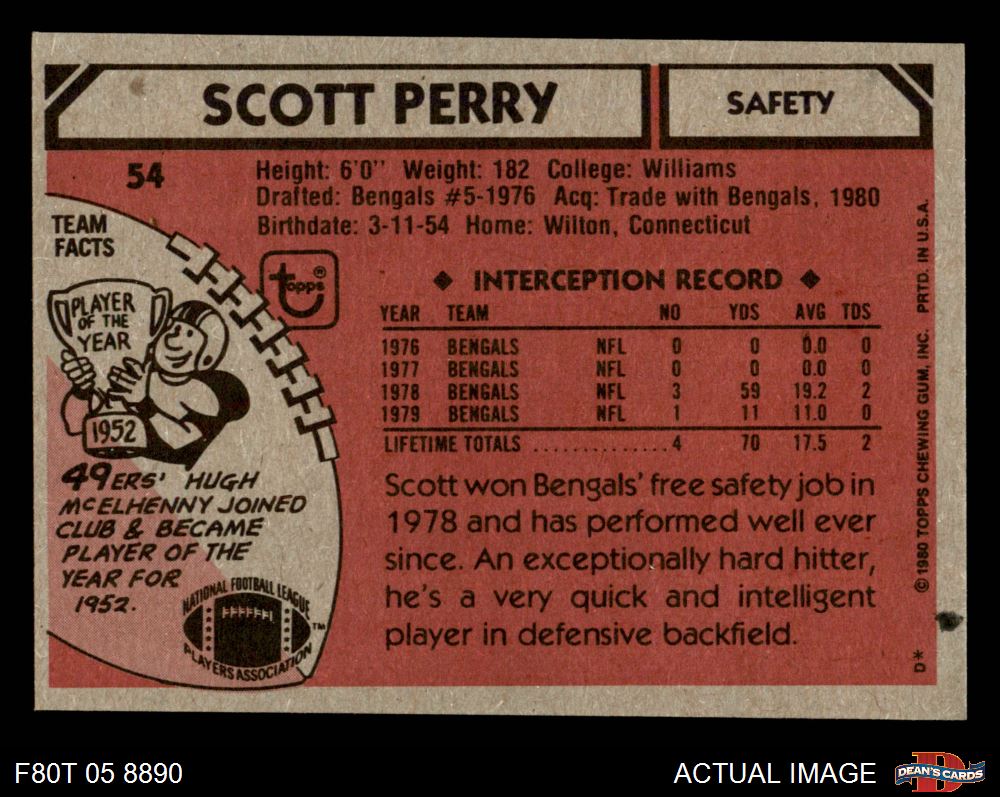 SCOTT PERRY
SAFETY
54
Height: 6'0" Weight: 182 College: Williams
Drafted: Bengals #5-1976 Acq: Trade with Bengals, 1980
Birthdate: 3-11-54 Home: Wilton, Connecticut
TEAM
FACTS
PLAYER
OF THE
YEAR
1952
49ERS' HUGH
McELHENNY JOINED
CLUB & BECAME
PLAYER OF THE
YEAR FOR
1952.
NATIONAL FOOTBALL LEAGUE
PLAYERS ASSOCIATION
TM
topps®
◆ INTERCEPTION RECORD ◆
YEAR TEAM NO YDS AVG TDS
1976 BENGALS NFL 0 0 0.0 0
1977 BENGALS NFL 0 0 0.0 0
1978 BENGALS NFL 3 59 19.2 2
1979 BENGALS NFL 1 11 11.0 0
LIFETIME TOTALS ............. 4 70 17.5 2
Scott won Bengals' free safety job in
1978 and has performed well ever
since. An exceptionally hard hitter,
he's a very quick and intelligent
player in defensive backfield.
© 1980 TOPPS CHEWING GUM, INC. PRTD. IN U.S.A.
D*
F80T 05 8890
ACTUAL IMAGE
D
DEAN'S CARDS